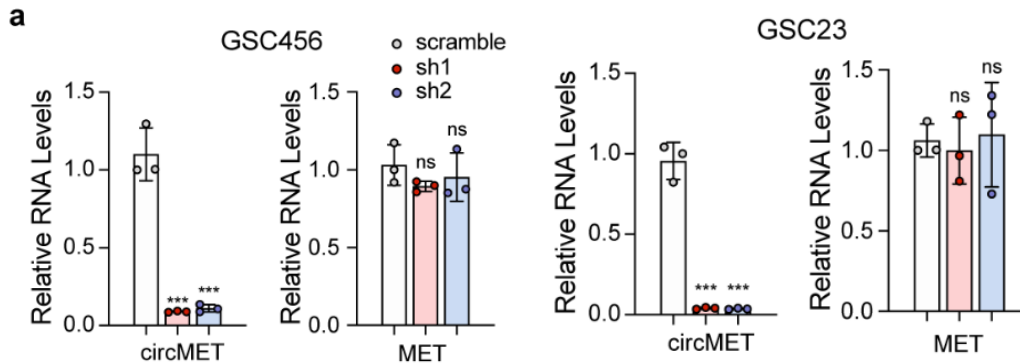 a
GSC456
scramble
sh1
sh2
GSC23
Relative RNA Levels
1.5
1.0
0.5
0.0
***
***
circMET
Relative RNA Levels
1.5
1.0
0.5
0.0
ns
ns
MET
Relative RNA Levels
1.5
1.0
0.5
0.0
***
***
circMET
Relative RNA Levels
1.5
1.0
0.5
0.0
ns
ns
MET